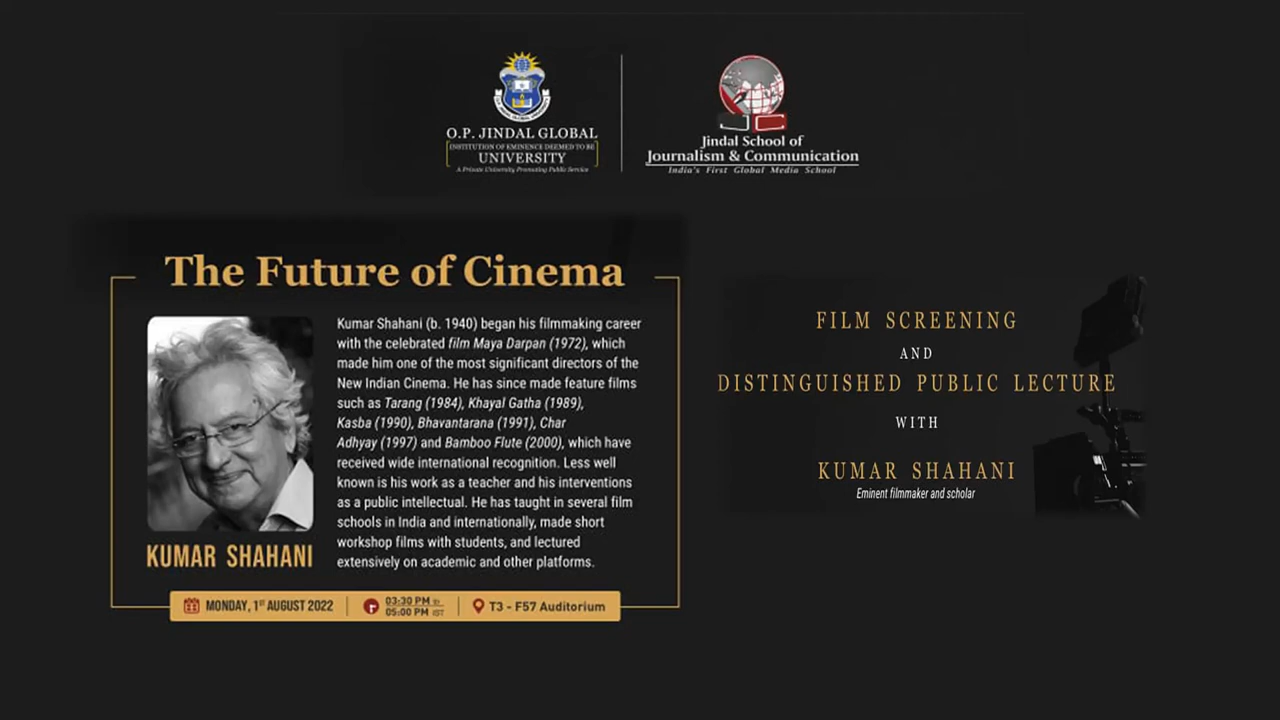 O.P. JINDAL GLOBAL
INSTITUTION OF EMINENCE DEEMED TO BE
UNIVERSITY
A Private University Promoting Public Service
Jindal School of
Journalism & Communication
India's First Global Media School
The Future of Cinema
Kumar Shahani (b. 1940) began his filmmaking career
with the celebrated film Maya Darpan (1972), which
made him one of the most significant directors of the
New Indian Cinema. He has since made feature films
such as Tarang (1984), Khayal Gatha (1989),
Kasba (1990), Bhavantarana (1991), Char
Adhyay (1997) and Bamboo Flute (2000), which have
received wide international recognition. Less well
known is his work as a teacher and his interventions
as a public intellectual. He has taught in several film
schools in India and internationally, made short
workshop films with students, and lectured
extensively on academic and other platforms.
KUMAR SHAHANI
MONDAY, 1ST AUGUST 2022
03:30 PM to
05:00 PM IST
T3 - F57 Auditorium
FILM SCREENING
AND
DISTINGUISHED PUBLIC LECTURE
WITH
KUMAR SHAHANI
Eminent filmmaker and scholar